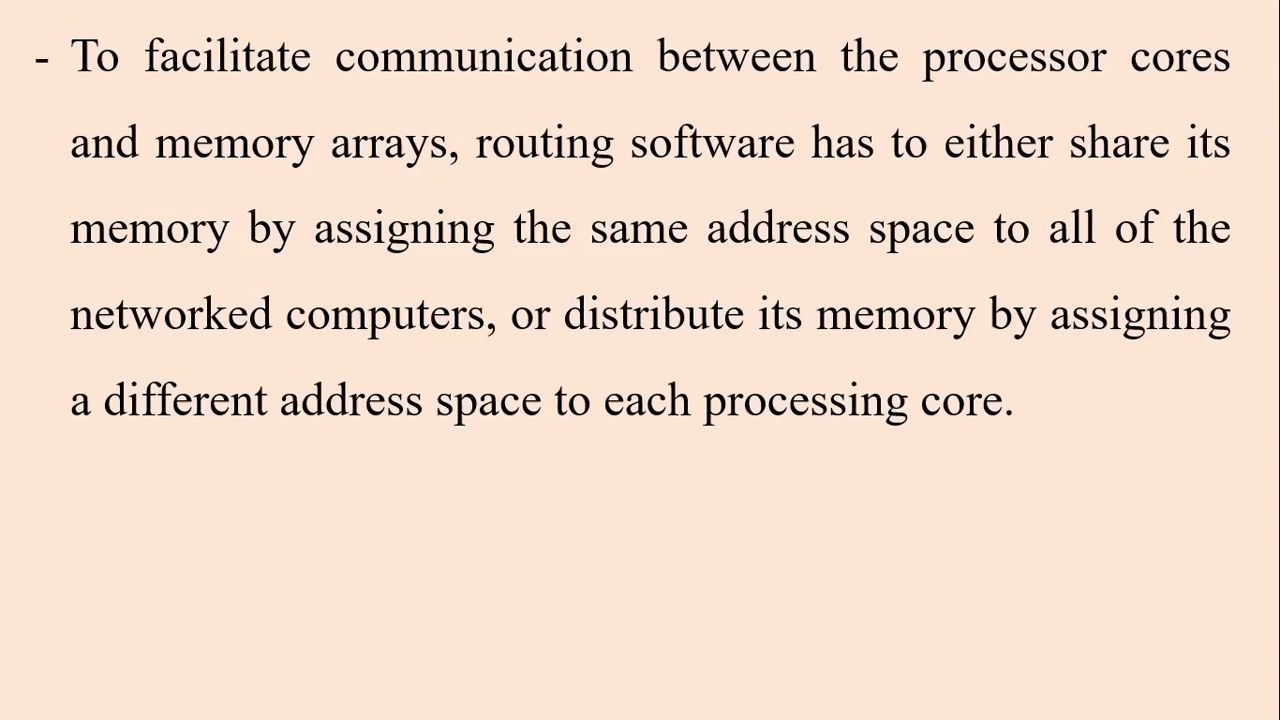 - To facilitate communication between the processor cores
and memory arrays, routing software has to either share its
memory by assigning the same address space to all of the
networked computers, or distribute its memory by assigning
a different address space to each processing core.